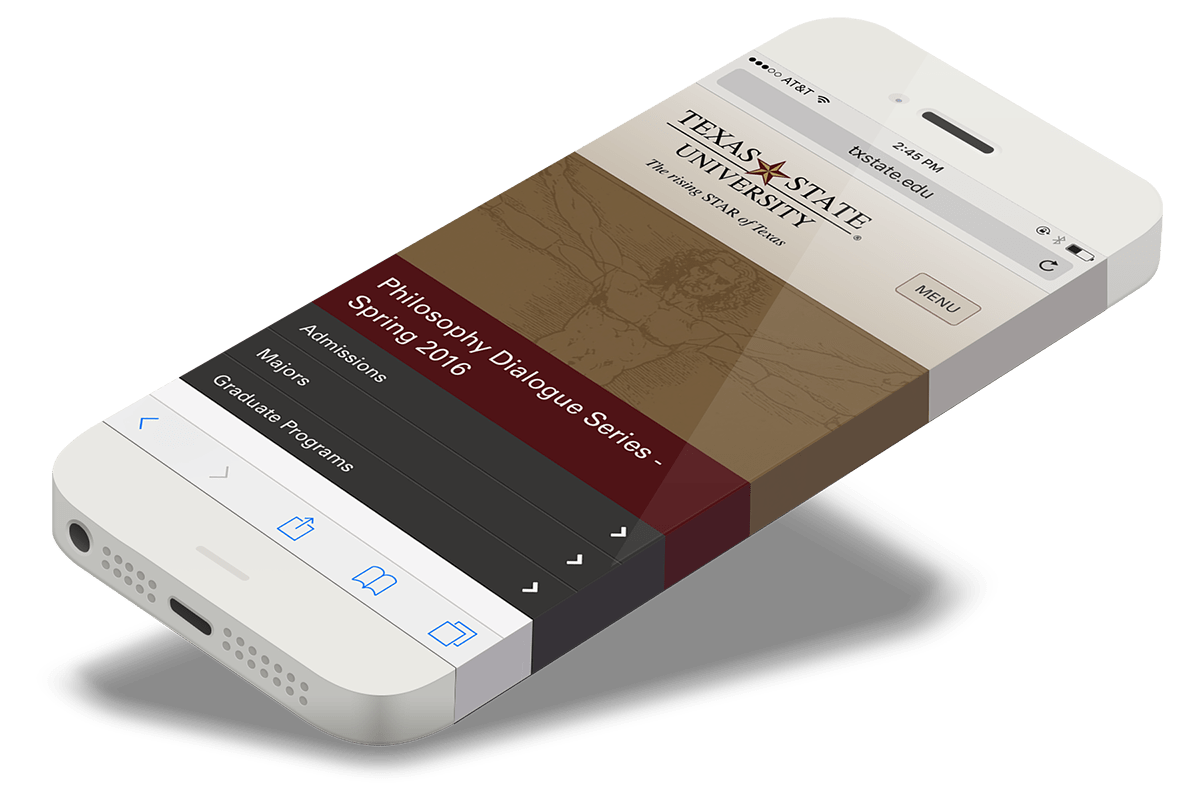 AT&T
2:45 PM
txstate.edu
TEXAS STATE
UNIVERSITY
®
The rising STAR of Texas
MENU
Philosophy Dialogue Series -
Spring 2016
Admissions
Majors
Graduate Programs